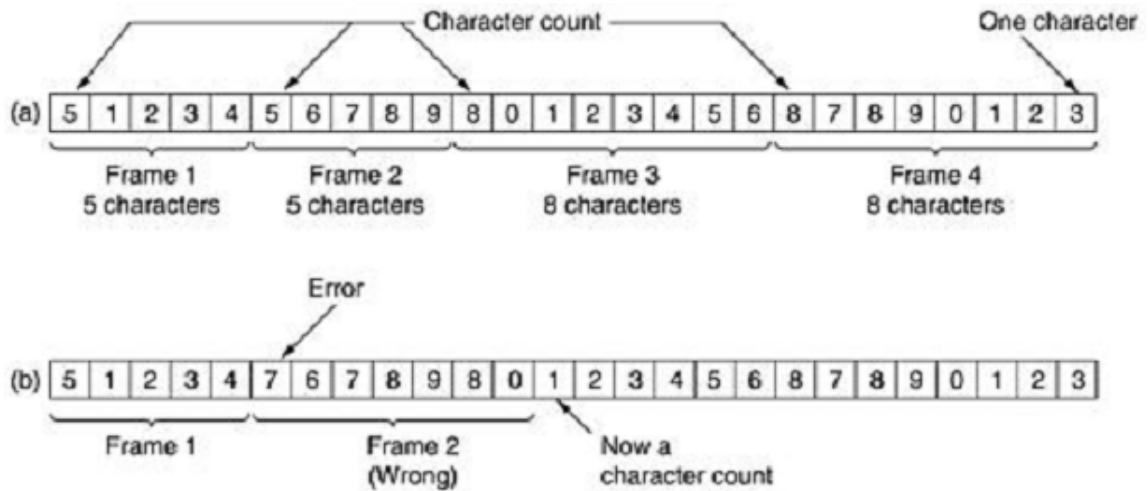 Character count One character
(a) 5 1 2 3 4 5 6 7 8 9 8 0 1 2 3 4 5 6 8 7 8 9 0 1 2 3
Frame 1 Frame 2 Frame 3 Frame 4
5 characters 5 characters 8 characters 8 characters
Error
(b) 5 1 2 3 4 7 6 7 8 9 8 0 1 2 3 4 5 6 8 7 8 9 0 1 2 3
Frame 1 Frame 2 Now a
(Wrong) character count